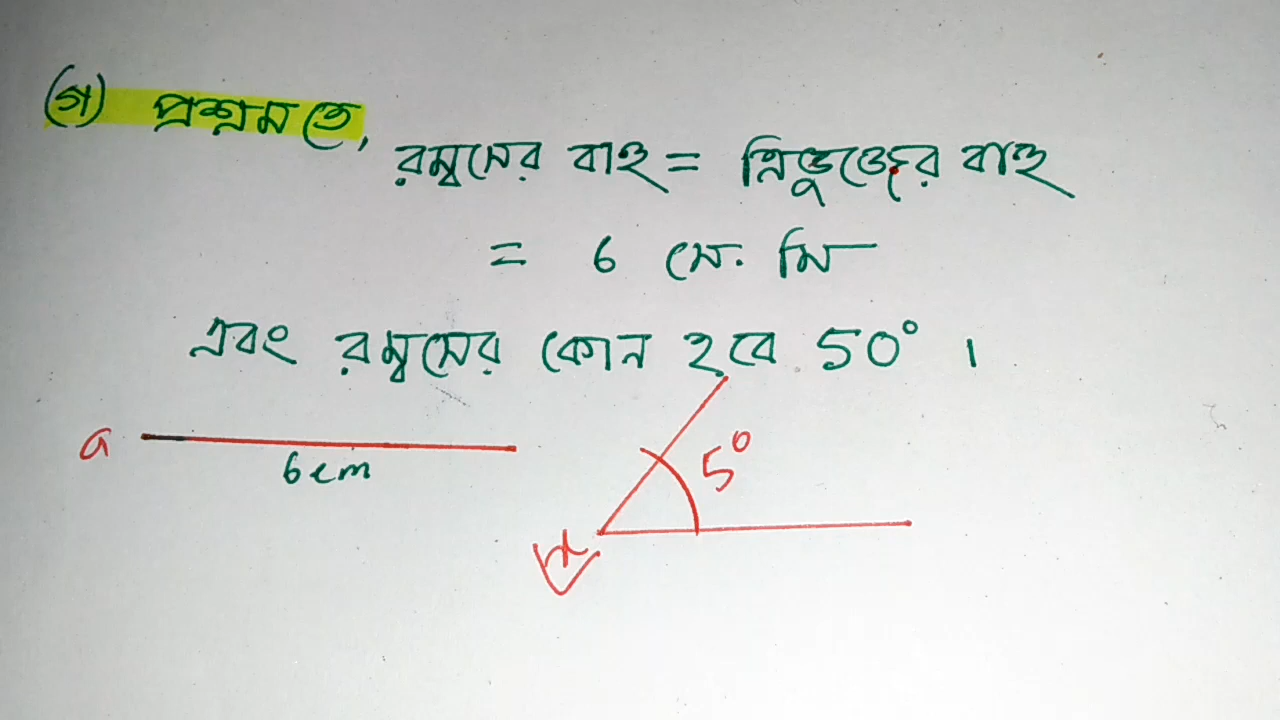 (গ) প্রশ্নমতে,
রম্বসের বাহু = ত্রিভুজের বাহু
= 6 সে. মি
এবং রম্বসের কোন হবে 50° ।
a
6cm
5°
x